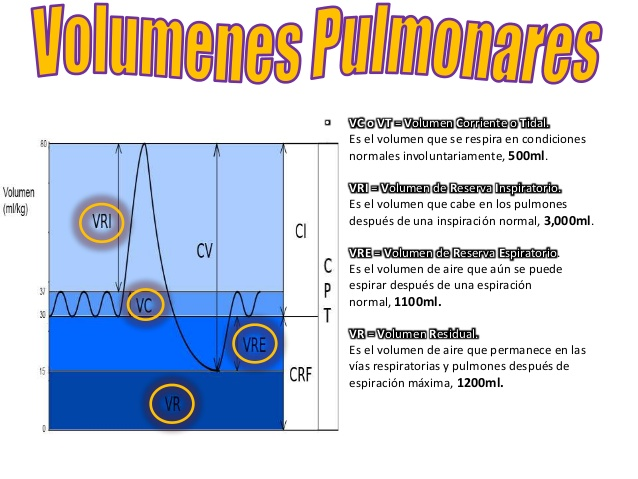 Volumenes Pulmonares
VC o VT = Volumen Corriente o Tidal.
Es el volumen que se respira en condiciones
normales involuntariamente, 500ml.
VRI = Volumen de Reserva Inspiratorio.
Es el volumen que cabe en los pulmones
después de una inspiración normal, 3,000ml.
VRE = Volumen de Reserva Espiratorio.
Es el volumen de aire que aún se puede
espirar después de una espiración
normal, 1100ml.
VR = Volumen Residual.
Es el volumen de aire que permanece en las
vías respiratorias y pulmones después de
espiración máxima, 1200ml.
Volumen
(ml/kg)
80
37
30
15
0
VRI
VC
CV
VRE
VR
CI
CRF
C
P
T